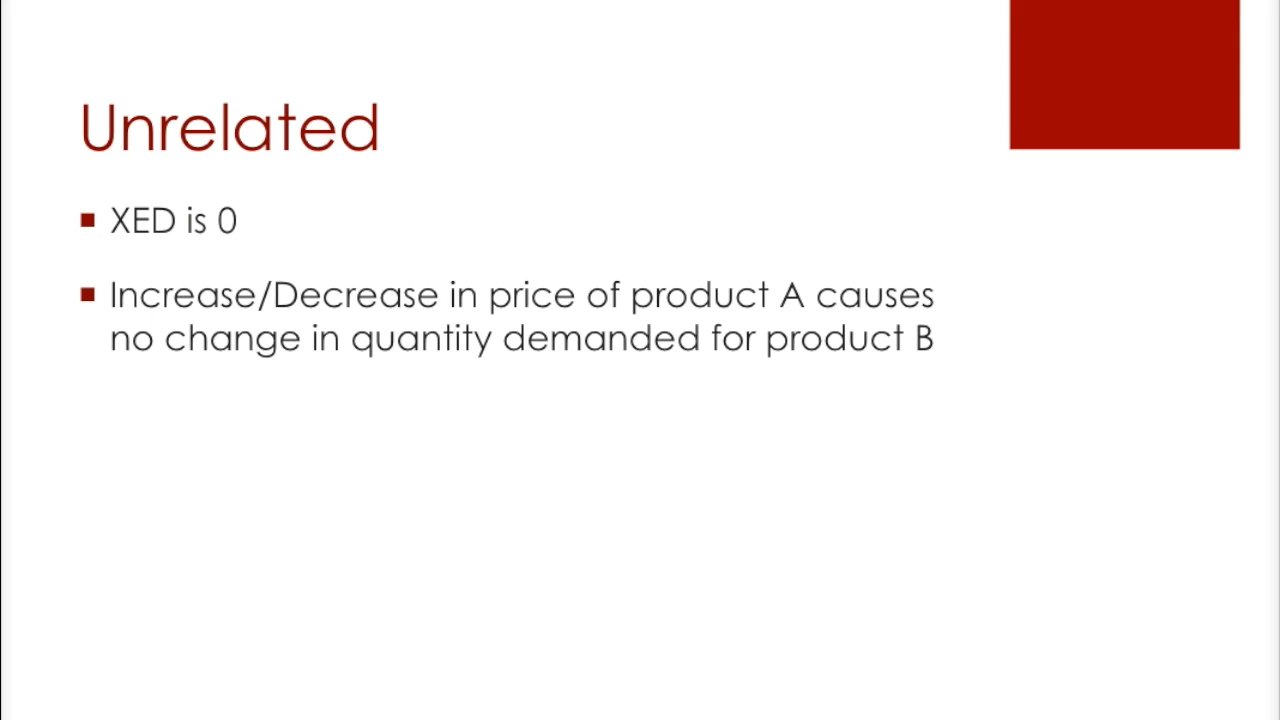 Unrelated
XED is 0
Increase/Decrease in price of product A causes
no change in quantity demanded for product B